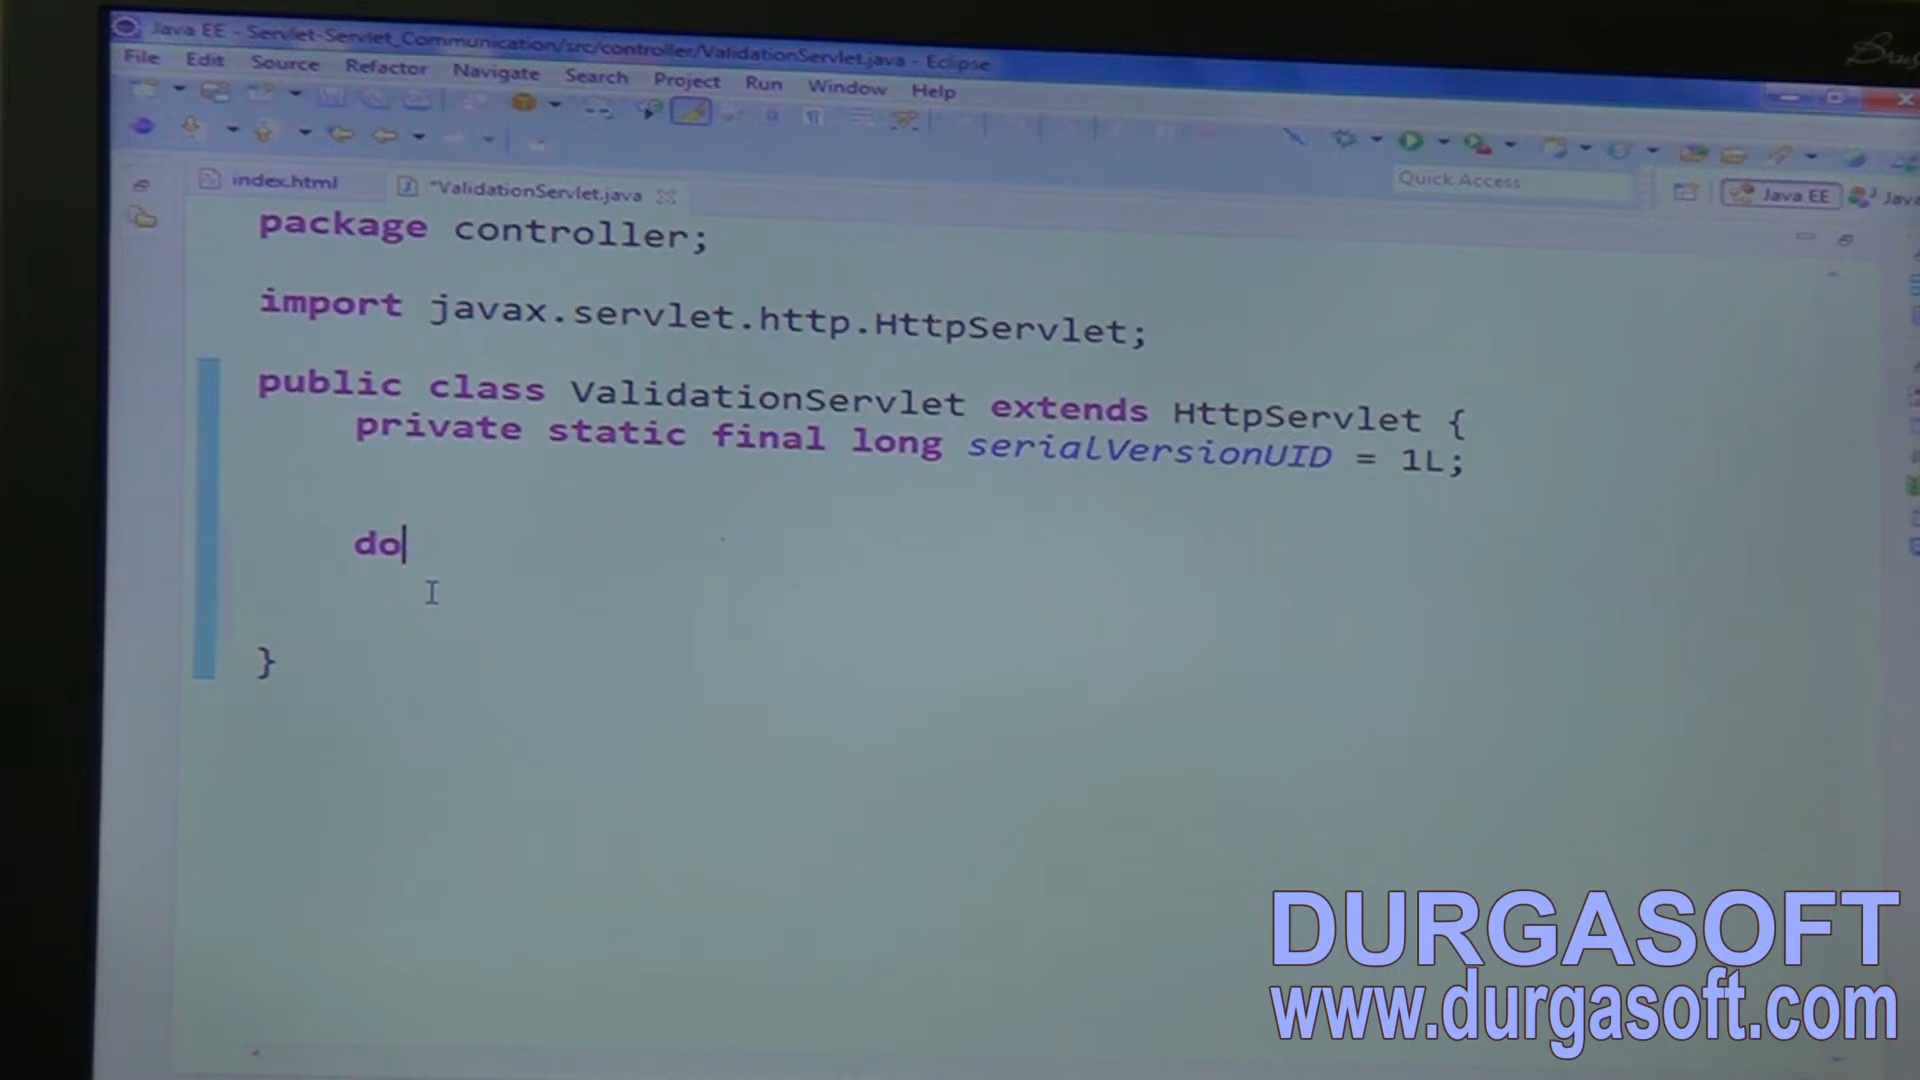 Java EE - Servlet-Servlet_Communication/src/controller/ValidationServlet.java - Eclipse
File Edit Source Refactor Navigate Search Project Run Window Help
Quick Access
Java EE
Java
index.html
*ValidationServlet.java
package controller;
import javax.servlet.http.HttpServlet;
public class ValidationServlet extends HttpServlet {
private static final long serialVersionUID = 1L;
do
}
DURGASOFT
www.durgasoft.com